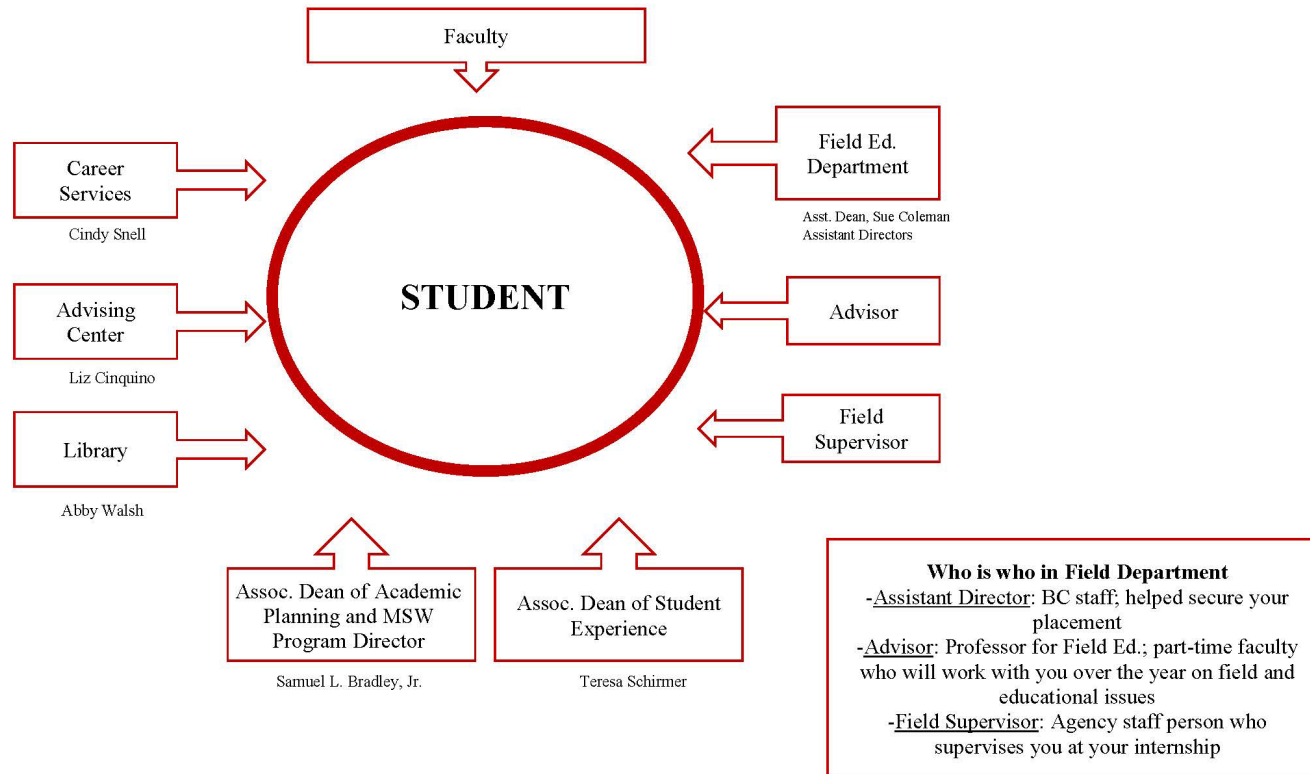 Faculty
Career
Services
Cindy Snell
Field Ed.
Department
Asst. Dean, Sue Coleman
Assistant Directors
STUDENT
Advising
Center
Liz Cinquino
Advisor
Library
Abby Walsh
Field
Supervisor
Assoc. Dean of Academic
Planning and MSW
Program Director
Samuel L. Bradley, Jr.
Assoc. Dean of Student
Experience
Teresa Schirmer
Who is who in Field Department
-Assistant Director: BC staff; helped secure your
placement
-Advisor: Professor for Field Ed.; part-time faculty
who will work with you over the year on field and
educational issues
-Field Supervisor: Agency staff person who
supervises you at your internship